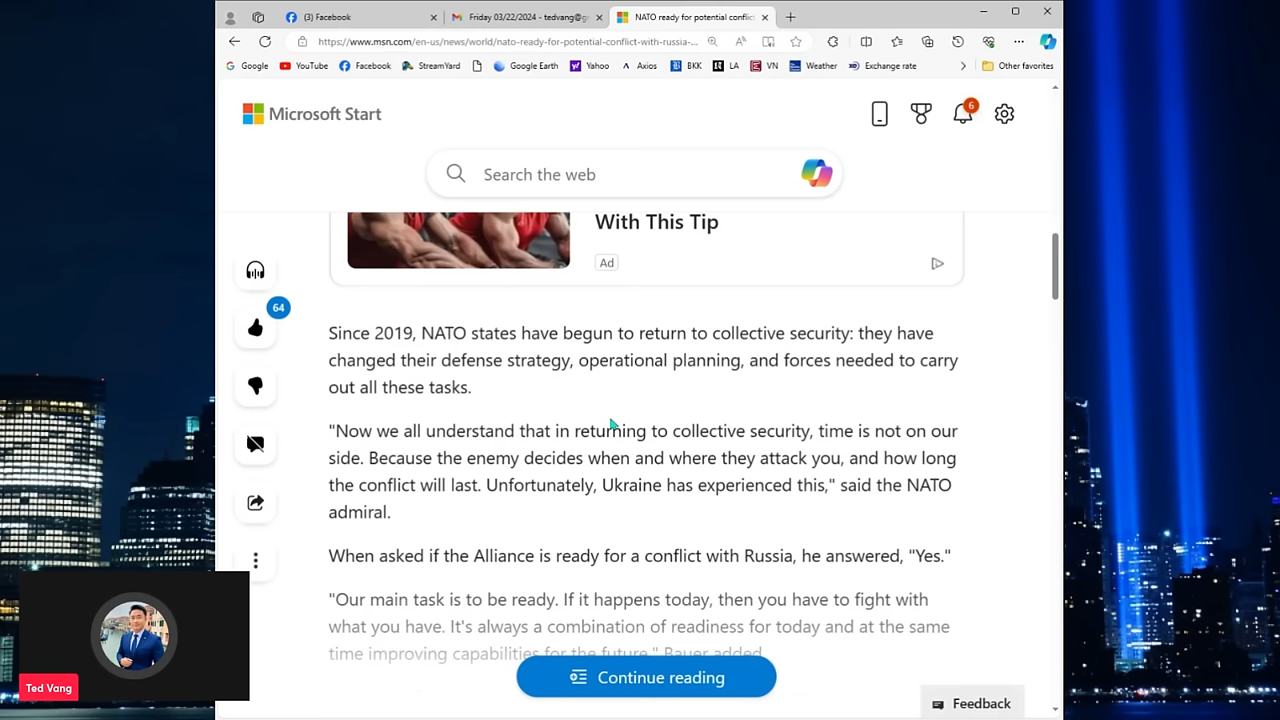 (3) Facebook
Friday 03/22/2024 - tedvang@g
NATO ready for potential conflic
https://www.msn.com/en-us/news/world/nato-ready-for-potential-conflict-with-russia-...
Google YouTube Facebook StreamYard Google Earth Yahoo Axios BKK LA VN Weather Exchange rate Other favorites
Microsoft Start
6
Search the web
With This Tip
Ad
64
Since 2019, NATO states have begun to return to collective security: they have
changed their defense strategy, operational planning, and forces needed to carry
out all these tasks.
"Now we all understand that in returning to collective security, time is not on our
side. Because the enemy decides when and where they attack you, and how long
the conflict will last. Unfortunately, Ukraine has experienced this," said the NATO
admiral.
When asked if the Alliance is ready for a conflict with Russia, he answered, "Yes."
"Our main task is to be ready. If it happens today, then you have to fight with
what you have. It's always a combination of readiness for today and at the same
time improving capabilities for the future," Bauer added.
Continue reading
Feedback
Ted Vang